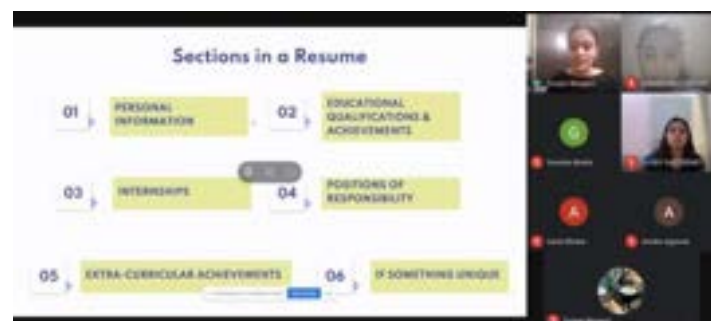 Sections in a Resume
01
PERSONAL
INFORMATION
02
EDUCATIONAL
QUALIFICATIONS &
ACHIEVEMENTS
03
INTERNSHIPS
04
POSITIONS OF
RESPONSIBILITY
05
EXTRA-CURRICULAR ACHIEVEMENTS
06
IF SOMETHING UNIQUE
G
A
A